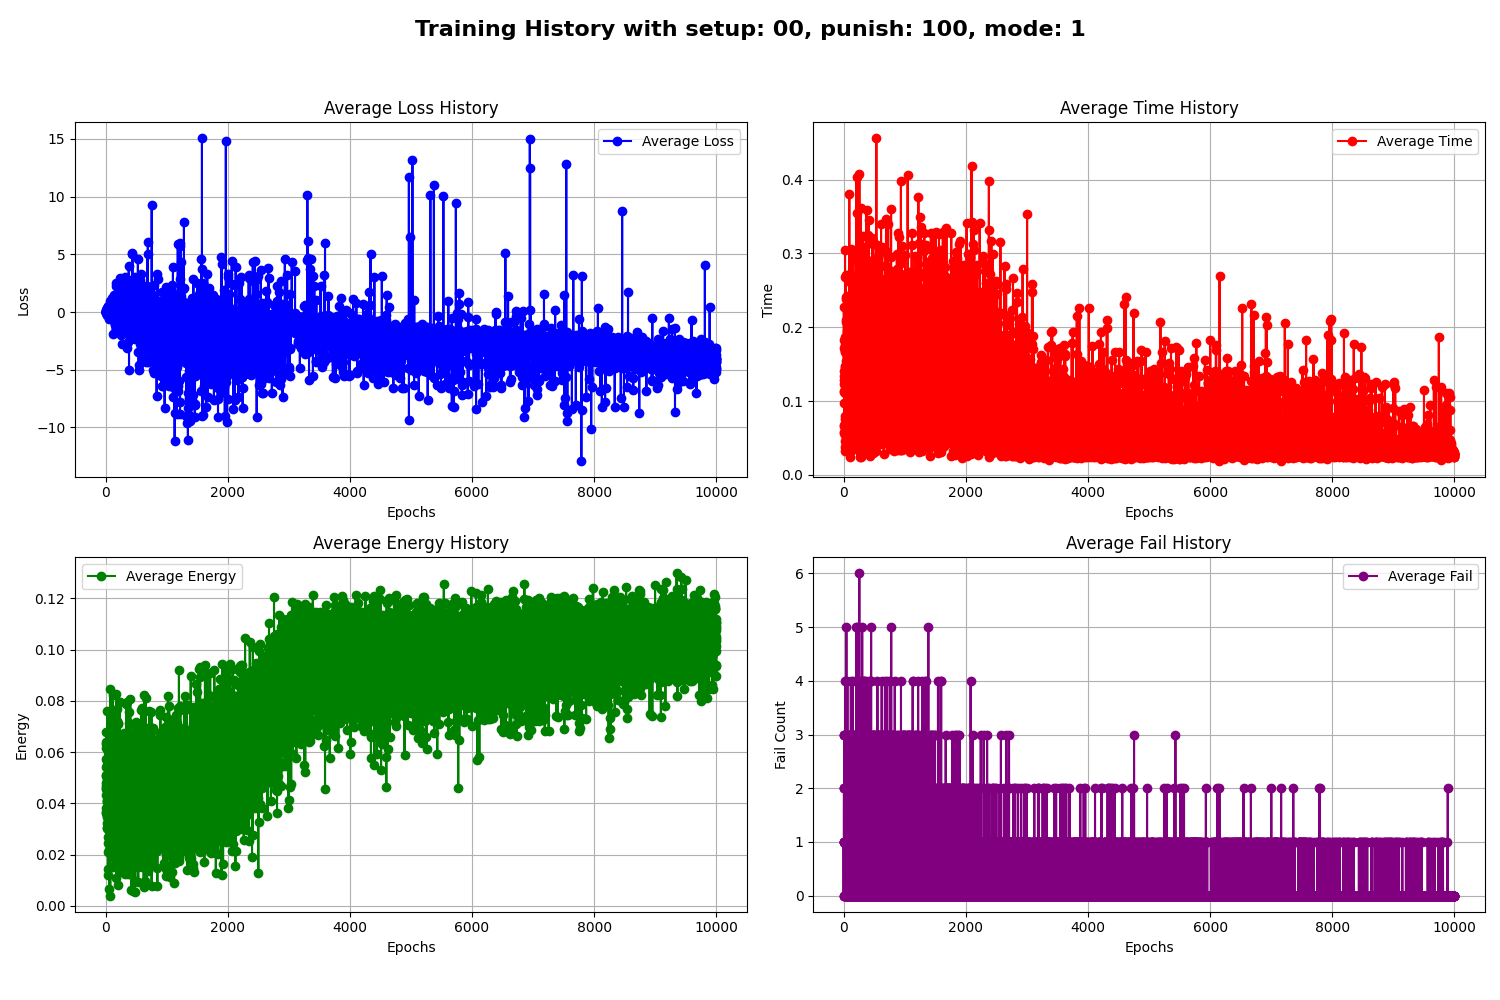 Training History with setup: 00, punish: 100, mode: 1
Average Loss History
Average Loss
Loss
15
10
5
0
−5
−10
0 2000 4000 6000 8000 10000
Epochs
Average Time History
Average Time
Time
0.4
0.3
0.2
0.1
0.0
0 2000 4000 6000 8000 10000
Epochs
Average Energy History
Average Energy
Energy
0.12
0.10
0.08
0.06
0.04
0.02
0.00
0 2000 4000 6000 8000 10000
Epochs
Average Fail History
Average Fail
Fail Count
6
5
4
3
2
1
0
0 2000 4000 6000 8000 10000
Epochs